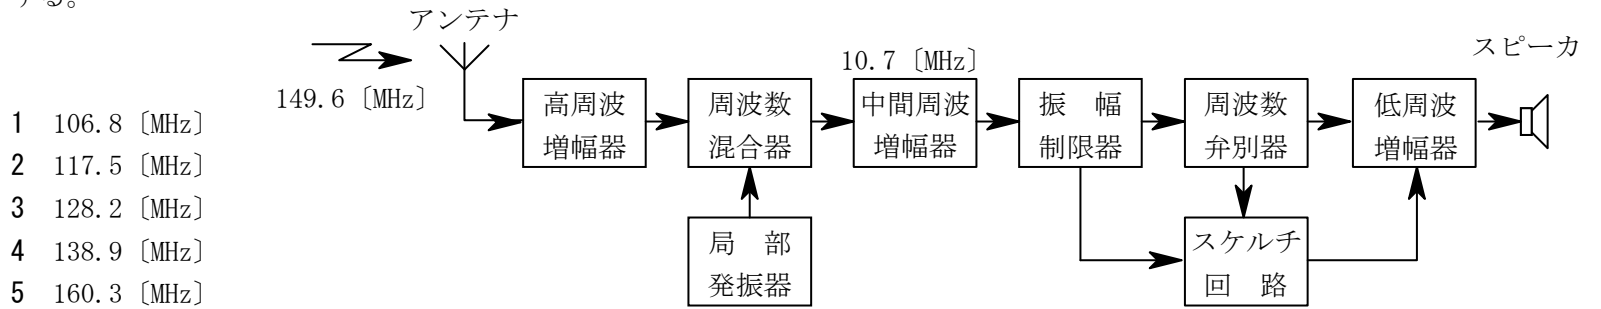 する。
アンテナ
スピーカ
10.7 〔MHz〕
149.6 〔MHz〕
高周波
増幅器
周波数
混合器
中間周波
増幅器
振 幅
制限器
周波数
弁別器
低周波
増幅器
局 部
発振器
スケルチ
回 路
1 106.8 〔MHz〕
2 117.5 〔MHz〕
3 128.2 〔MHz〕
4 138.9 〔MHz〕
5 160.3 〔MHz〕